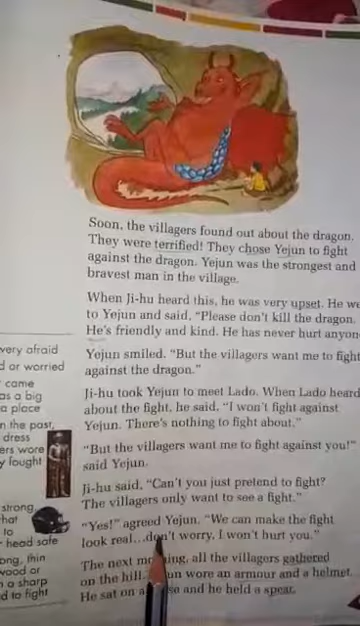 Soon, the villagers found out about the dragon.
They were terrified! They chose Yejun to fight
against the dragon. Yejun was the strongest and
bravest man in the village.
When Ji-hu heard this, he was very upset. He we
to Yejun and said, "Please don't kill the dragon.
He's friendly and kind. He has never hurt anyon
Yejun smiled. "But the villagers want me to fight
against the dragon."
Ji-hu took Yejun to meet Lado. When Lado heard
about the fight, he said, "I won't fight against
Yejun. There's nothing to fight about."
"But the villagers want me to fight against you!"
said Yejun.
Ji-hu said, "Can't you just pretend to fight?
The villagers only want to see a fight."
"Yes!" agreed Yejun. "We can make the fight
look real...don't worry, I won't hurt you."
The next mo ning, all the villagers gathered
on the hill. un wore an armour and a helmet.
He sat on a se and he held a spear.
very afraid
d or worried
came
as a big
a place
n the past,
dress
ers wore
y fought
strong
hat
to
head safe
ong, thin
wood or
h a sharp
d to fight